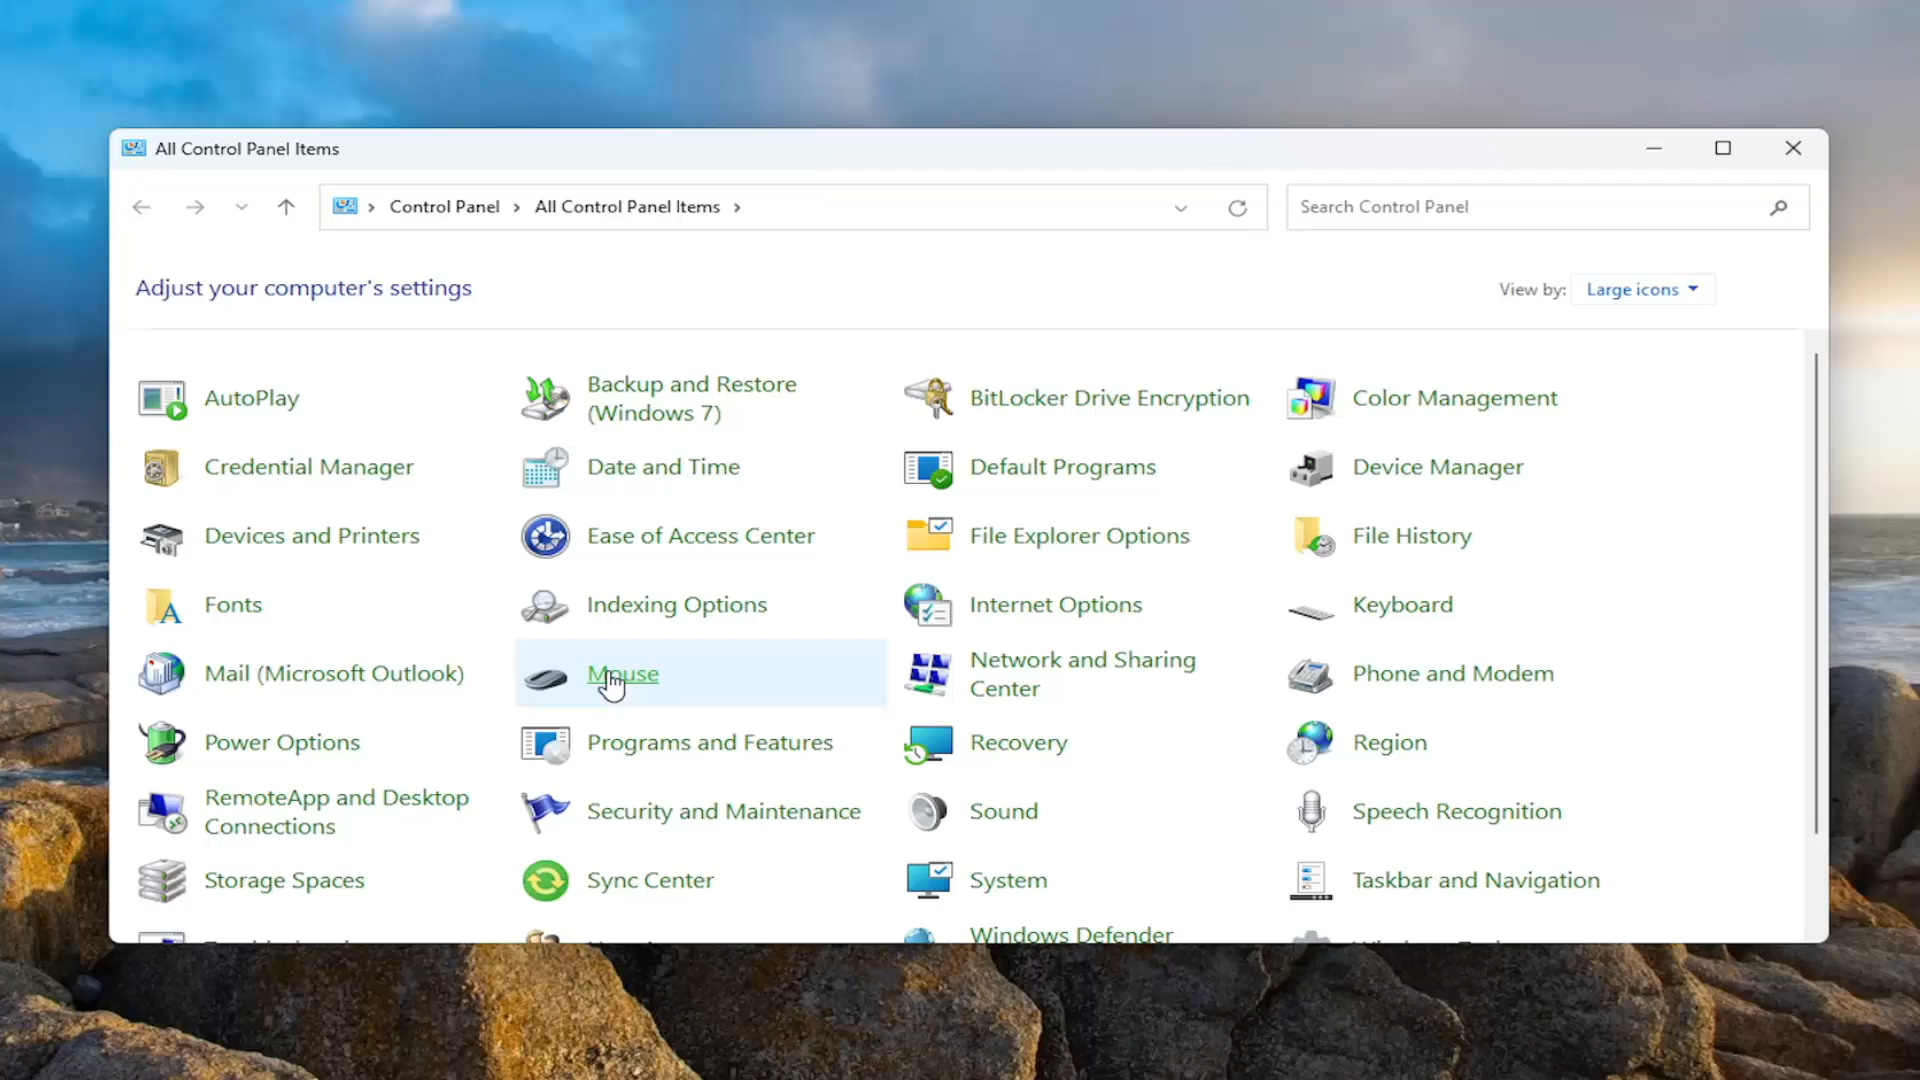 All Control Panel Items
Control Panel
All Control Panel Items
Search Control Panel
Adjust your computer's settings
View by:
Large icons
AutoPlay
Backup and Restore
(Windows 7)
BitLocker Drive Encryption
Color Management
Credential Manager
Date and Time
Default Programs
Device Manager
Devices and Printers
Ease of Access Center
File Explorer Options
File History
Fonts
Indexing Options
Internet Options
Keyboard
Mail (Microsoft Outlook)
Mouse
Network and Sharing
Center
Phone and Modem
Power Options
Programs and Features
Recovery
Region
RemoteApp and Desktop
Connections
Security and Maintenance
Sound
Speech Recognition
Storage Spaces
Sync Center
System
Taskbar and Navigation
Windows Defender